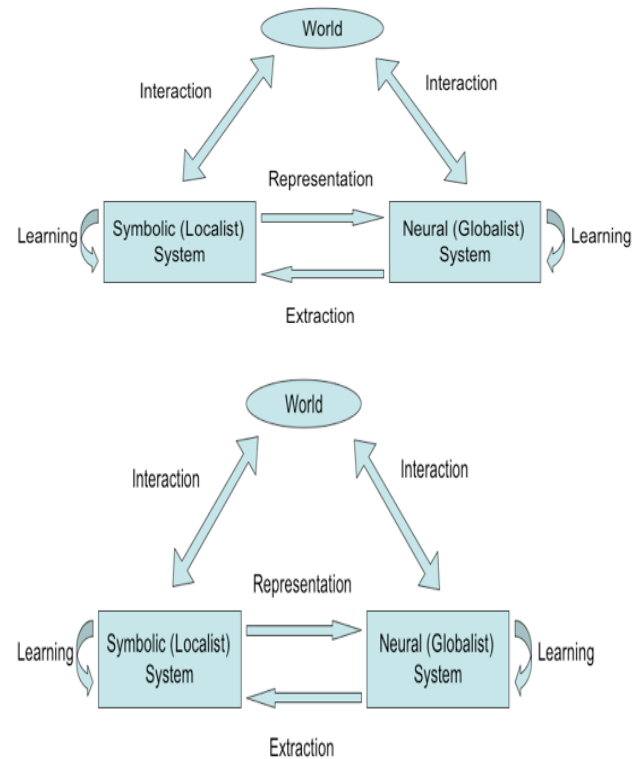 World
Interaction
Interaction
Representation
Learning
Symbolic (Localist)
System
Neural (Globalist)
System
Learning
Extraction
World
Interaction
Interaction
Representation
Learning
Symbolic (Localist)
System
Neural (Globalist)
System
Learning
Extraction